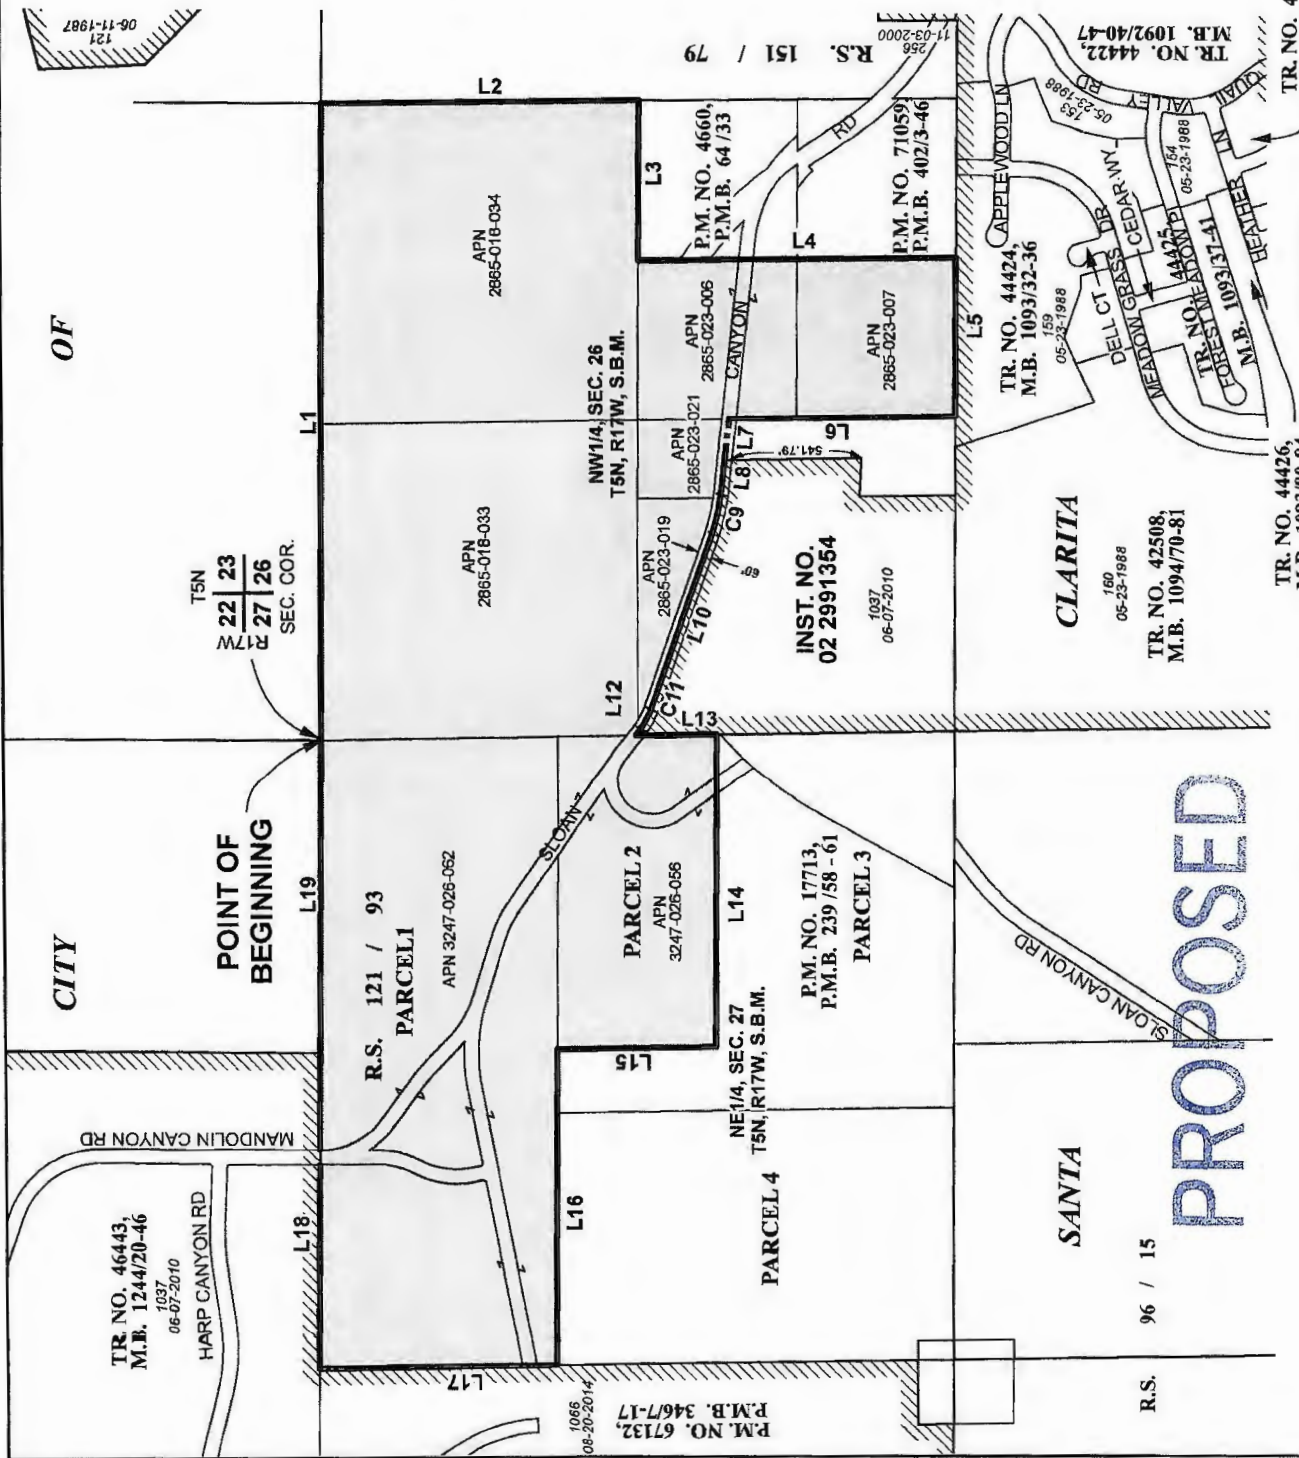 CITY
OF
121
06-11-1987
TR. NO. 46443,
M.B. 1244/20-46
1037
06-07-2010
HARP CANYON RD
MANDOLIN CANYON RD
POINT OF
BEGINNING
T5N
22 23
27 26
R17W
SEC. COR.
L18
L19
L1
L2
R.S. 151 / 79
256
11-03-2000
R.S. 121 / 93
PARCEL1
APN 3247-026-062
APN
2865-018-033
APN
2865-018-034
NW1/4, SEC. 26
T5N, R17W, S.B.M.
L3
P.M. NO. 4660,
P.M.B. 64 /33
RD
L17
L16
L15
SLOAN
PARCEL 2
APN
3247-026-056
L12
L13
L14
C11
L10
C9
L8
L7
60'
APN
2865-023-019
APN
2865-023-021
APN
2865-023-006
CANYON
L4
P.M. NO. 71059,
P.M.B. 402/3-46
APN
2865-023-007
L6
L5
541.79'
INST. NO.
02 2991354
1037
06-07-2010
P.M. NO. 67132,
P.M.B. 346/7-17
1066
08-20-2014
PARCEL 4
NE1/4, SEC. 27
T5N, R17W, S.B.M.
P.M. NO. 17713,
P.M.B. 239 /58 - 61
PARCEL 3
SLOAN CANYON RD
SANTA
CLARITA
R.S. 96 / 15
160
05-23-1988
TR. NO. 42508,
M.B. 1094/70-81
TR. NO. 44424,
M.B. 1093/32-36
159
05-23-1988
APPLEWOOD LN
DELL CT
MEADOW GRASS DR
CEDAR WY
TR. NO. 44425,
M.B. 1093/37-41
FOREST MEADOW PL
154
05-23-1988
HEATHER LN
QUAIL VALLEY RD
153
05-23-1988
TR. NO. 44422,
M.B. 1092/40-47
TR. NO. 4
TR. NO. 44426,
PROPOSED